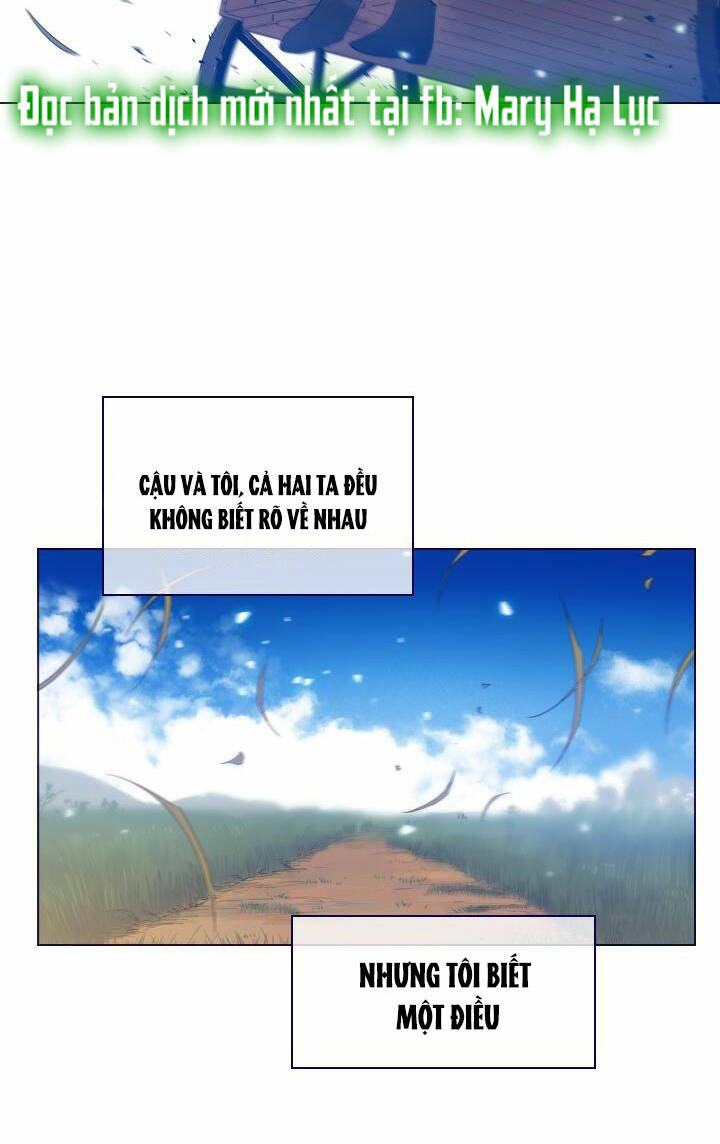 Đọc bản dịch mới nhất tại fb: Mary Hạ Lục
CẬU VÀ TÔI, CẢ HAI TA ĐỀU
KHÔNG BIẾT RÕ VỀ NHAU
NHƯNG TÔI BIẾT
MỘT ĐIỀU